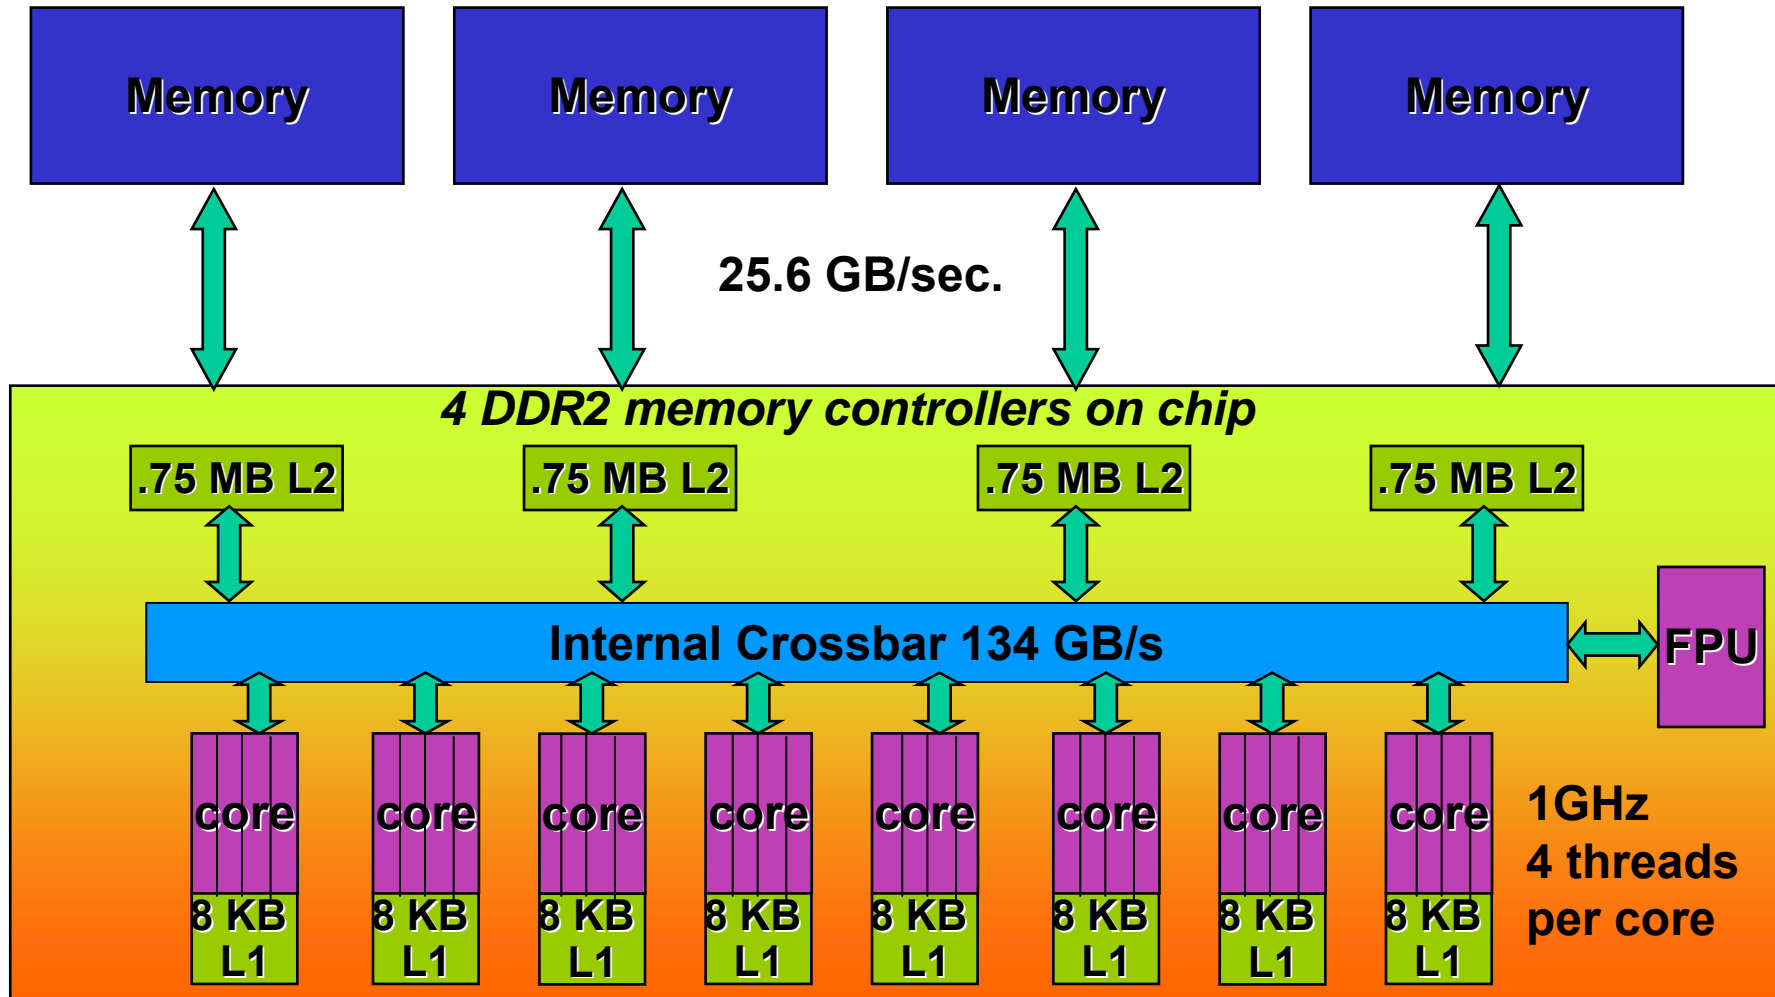 Memory Memory Memory Memory
25.6 GB/sec.
4 DDR2 memory controllers on chip
.75 MB L2 .75 MB L2 .75 MB L2 .75 MB L2
Internal Crossbar 134 GB/s
FPU
core core core core core core core core
8 KB 8 KB 8 KB 8 KB 8 KB 8 KB 8 KB 8 KB
L1 L1 L1 L1 L1 L1 L1 L1
1GHz
4 threads
per core